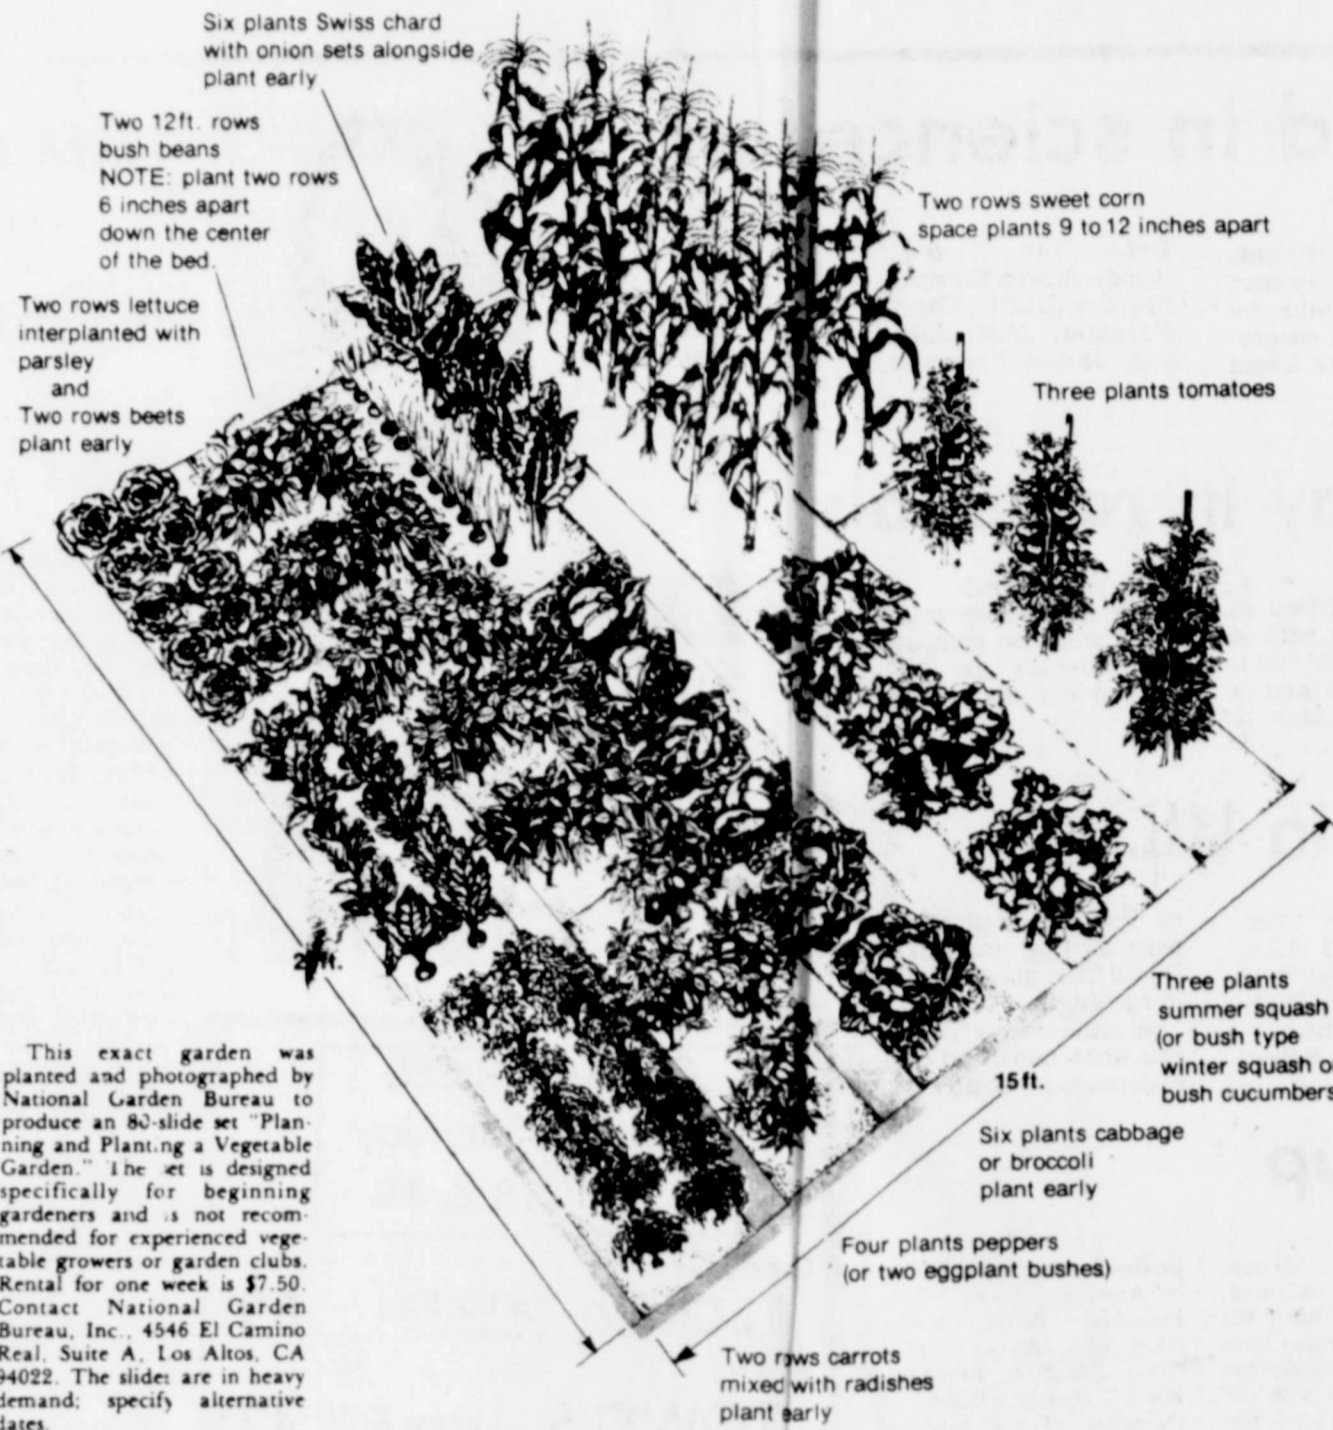 Six plants Swiss chard
with onion sets alongside
plant early
Two 12ft. rows
bush beans
NOTE: plant two rows
6 inches apart
down the center
of the bed.
Two rows lettuce
interplanted with
parsley
and
Two rows beets
plant early
Two rows sweet corn
space plants 9 to 12 inches apart
Three plants tomatoes
Three plants
summer squash
(or bush type
winter squash or
bush cucumbers
15ft.
Six plants cabbage
or broccoli
plant early
Four plants peppers
(or two eggplant bushes)
Two rows carrots
mixed with radishes
plant early
ft.
This exact garden was
planted and photographed by
National Garden Bureau to
produce an 80-slide set "Plan-
ning and Planting a Vegetable
Garden." The set is designed
specifically for beginning
gardeners and is not recom-
mended for experienced vege-
table growers or garden clubs.
Rental for one week is $7.50.
Contact National Garden
Bureau, Inc., 4546 El Camino
Real, Suite A, Los Altos, CA
94022. The slides are in heavy
demand; specify alternative
dates.